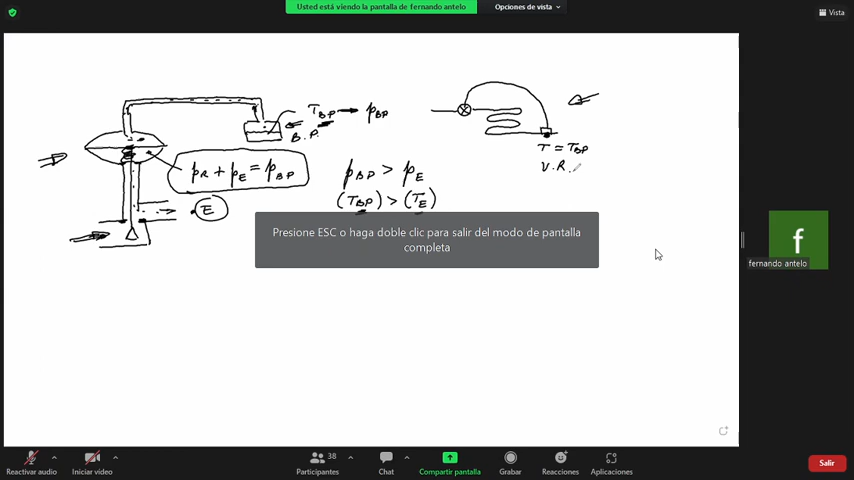 Usted está viendo la pantalla de fernando antelo
Opciones de vista
Vista
T_BP → p_BP
B.P.
p_R + p_E = p_BP
p_BP > p_E
(T_BP) > (T_E)
E
T = T_BP
V.R.
Presione ESC o haga doble clic para salir del modo de pantalla
completa
f
fernando antelo
Reactivar audio
Iniciar video
38
Participantes
Chat
Compartir pantalla
Grabar
Reacciones
Aplicaciones
Salir